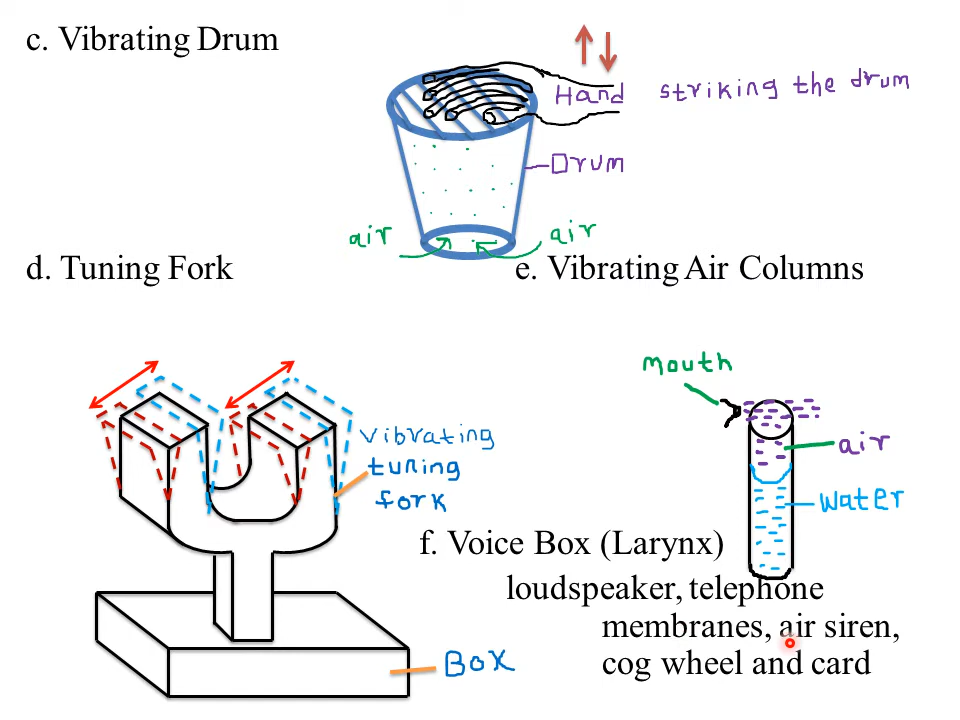 c. Vibrating Drum
Hand striking the drum
Drum
air
air
d. Tuning Fork
e. Vibrating Air Columns
mouth
vibrating
tuning
fork
air
water
f. Voice Box (Larynx)
loudspeaker, telephone
membranes, air siren,
cog wheel and card
Box